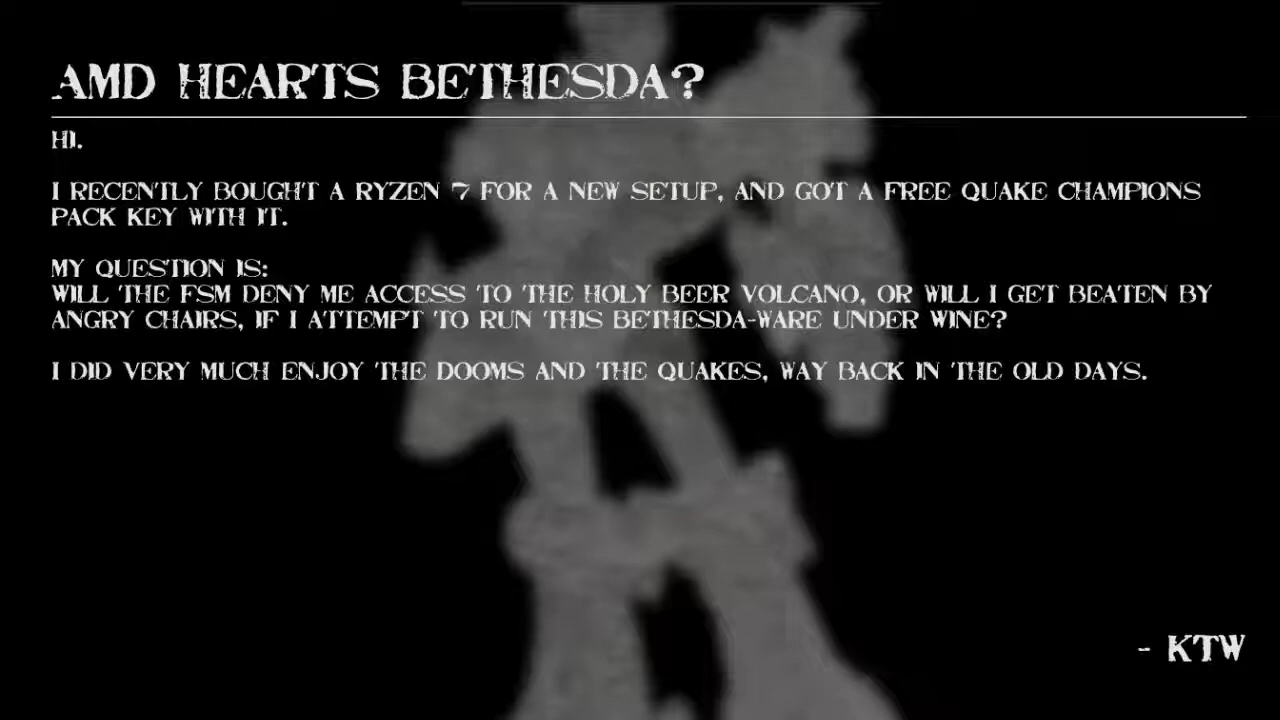 AMD HEARTS BETHESDA?
HI.
I RECENTLY BOUGHT A RYZEN 7 FOR A NEW SETUP, AND GOT A FREE QUAKE CHAMPIONS
PACK KEY WITH IT.
MY QUESTION IS:
WILL THE FSM DENY ME ACCESS TO THE HOLY BEER VOLCANO, OR WILL I GET BEATEN BY
ANGRY CHAIRS, IF I ATTEMPT TO RUN THIS BETHESDA-WARE UNDER WINE?
I DID VERY MUCH ENJOY THE DOOMS AND THE QUAKES, WAY BACK IN THE OLD DAYS.
- KTW